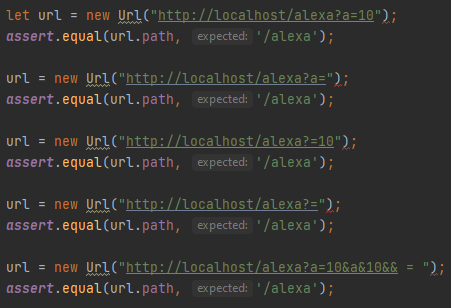 let url = new Url("http://localhost/alexa?a=10");
assert.equal(url.path, expected: '/alexa');
url = new Url("http://localhost/alexa?a=");
assert.equal(url.path, expected: '/alexa');
url = new Url("http://localhost/alexa?=10");
assert.equal(url.path, expected: '/alexa');
url = new Url("http://localhost/alexa?=");
assert.equal(url.path, expected: '/alexa');
url = new Url("http://localhost/alexa?a=10&a&10&& = ");
assert.equal(url.path, expected: '/alexa');